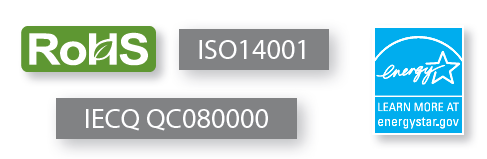 RoHS
ISO14001
IECQ QC080000
energy
LEARN MORE AT
energystar.gov